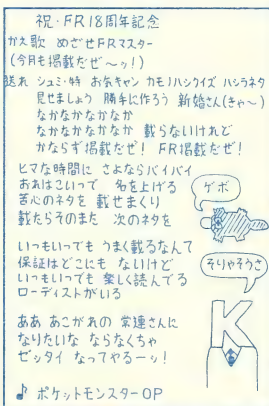 祝・FR18周年記念
かえ歌 めざせFRマスター
(今月も掲載だぜ〜ッ!)
送れ シュミ・特 お気キャン カモノハシクイズ ハシラネタ
見せましょう 勝手に作ろう 新婚さん(きゃ〜)
なかなかなかなか
なかなかなかなか 載らないけれど
かならず掲載だぜ! FR掲載だぜ!
ヒマな時間に さよならバイバイ
おれはこいつで 名を上げる
苦心のネタを 載せまくり
載たらそのまた 次のネタを
ゲボ
いつもいつでも うまく載るなんて
保証はどこにも ないけど
いつもいつでも 楽しく読んでる
ローディストがいる
そりゃそうさ
ああ あこがれの 常連さんに
なりたいな ならなくちゃ
ゼッタイ なってやるーッ!
K
♪ ポケットモンスターOP